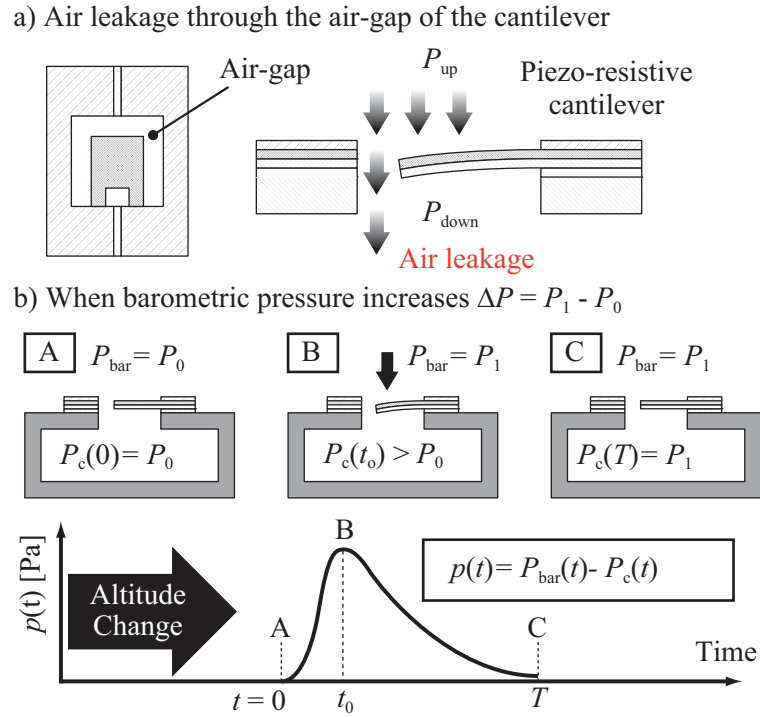 a) Air leakage through the air-gap of the cantilever
Air-gap
P_up
Piezo-resistive
cantilever
P_down
Air leakage
b) When barometric pressure increases ΔP = P_1 - P_0
A P_bar = P_0
B P_bar = P_1
C P_bar = P_1
P_c(0) = P_0
P_c(t_o) > P_0
P_c(T) = P_1
p(t) [Pa]
Altitude
Change
A
B
C
p(t) = P_bar(t) - P_c(t)
Time
t = 0
t_0
T